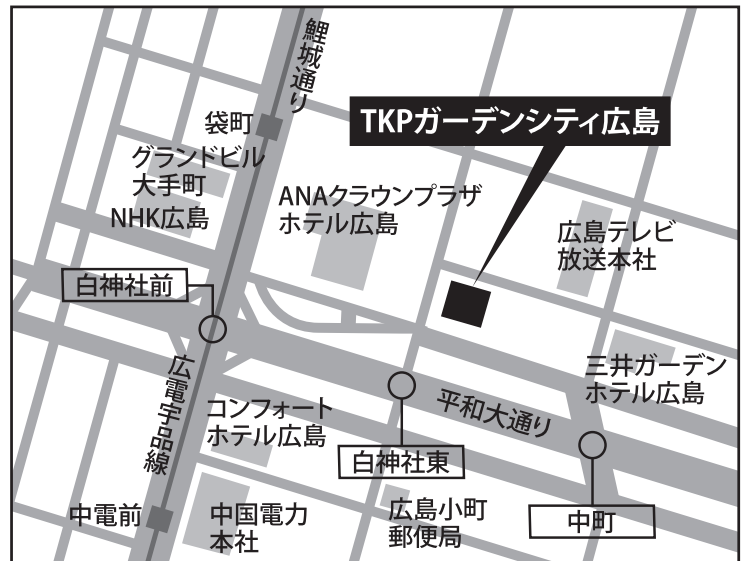 鯉城通り
袋町
TKPガーデンシティ広島
グランドビル
大手町
NHK広島
ANAクラウンプラザ
ホテル広島
広島テレビ
放送本社
白神社前
三井ガーデン
ホテル広島
広電宇品線
コンフォート
ホテル広島
平和大通り
白神社東
中電前
中国電力
本社
広島小町
郵便局
中町